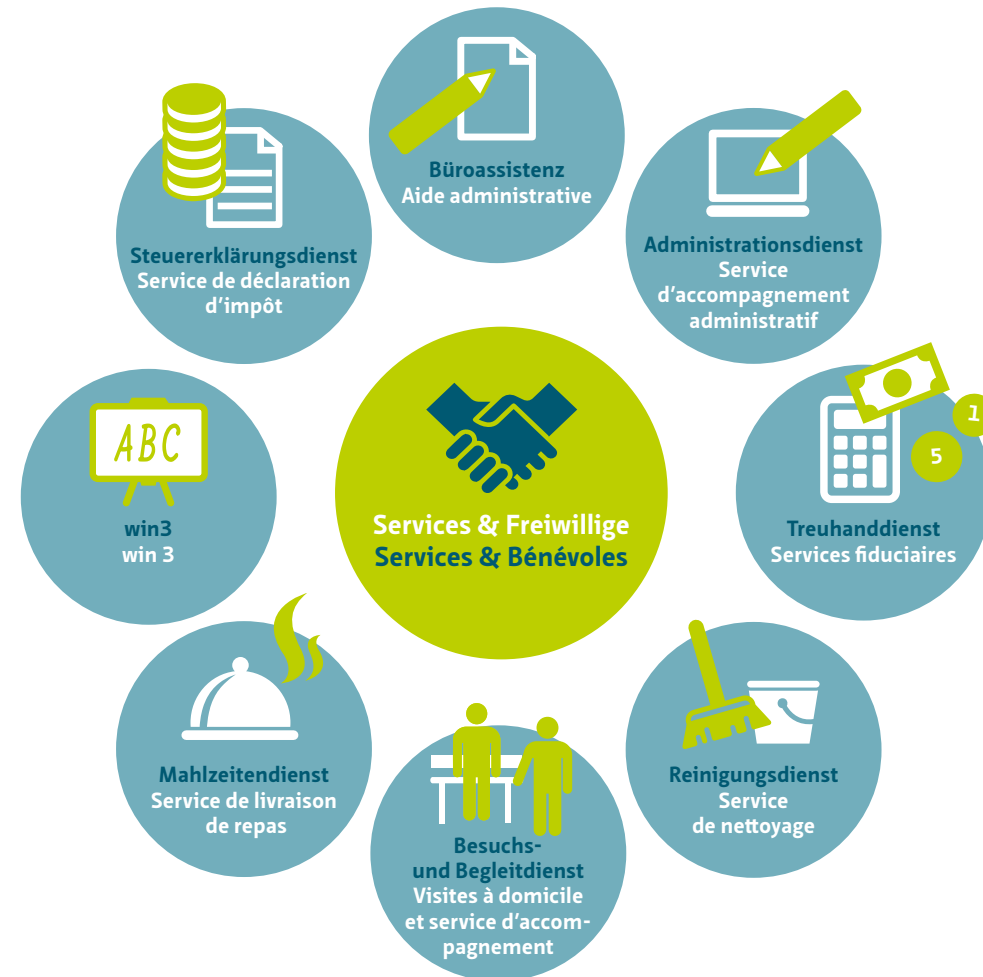 Büroassistenz
Aide administrative
Steuererklärungsdienst
Service de déclaration
d'impôt
Administrationsdienst
Service
d'accompagnement
administratif
ABC
win3
win 3
Services & Freiwillige
Services & Bénévoles
1
5
Treuhanddienst
Services fiduciaires
Mahlzeitendienst
Service de livraison
de repas
Reinigungsdienst
Service
de nettoyage
Besuchs-
und Begleitdienst
Visites à domicile
et service d'accom-
pagnement